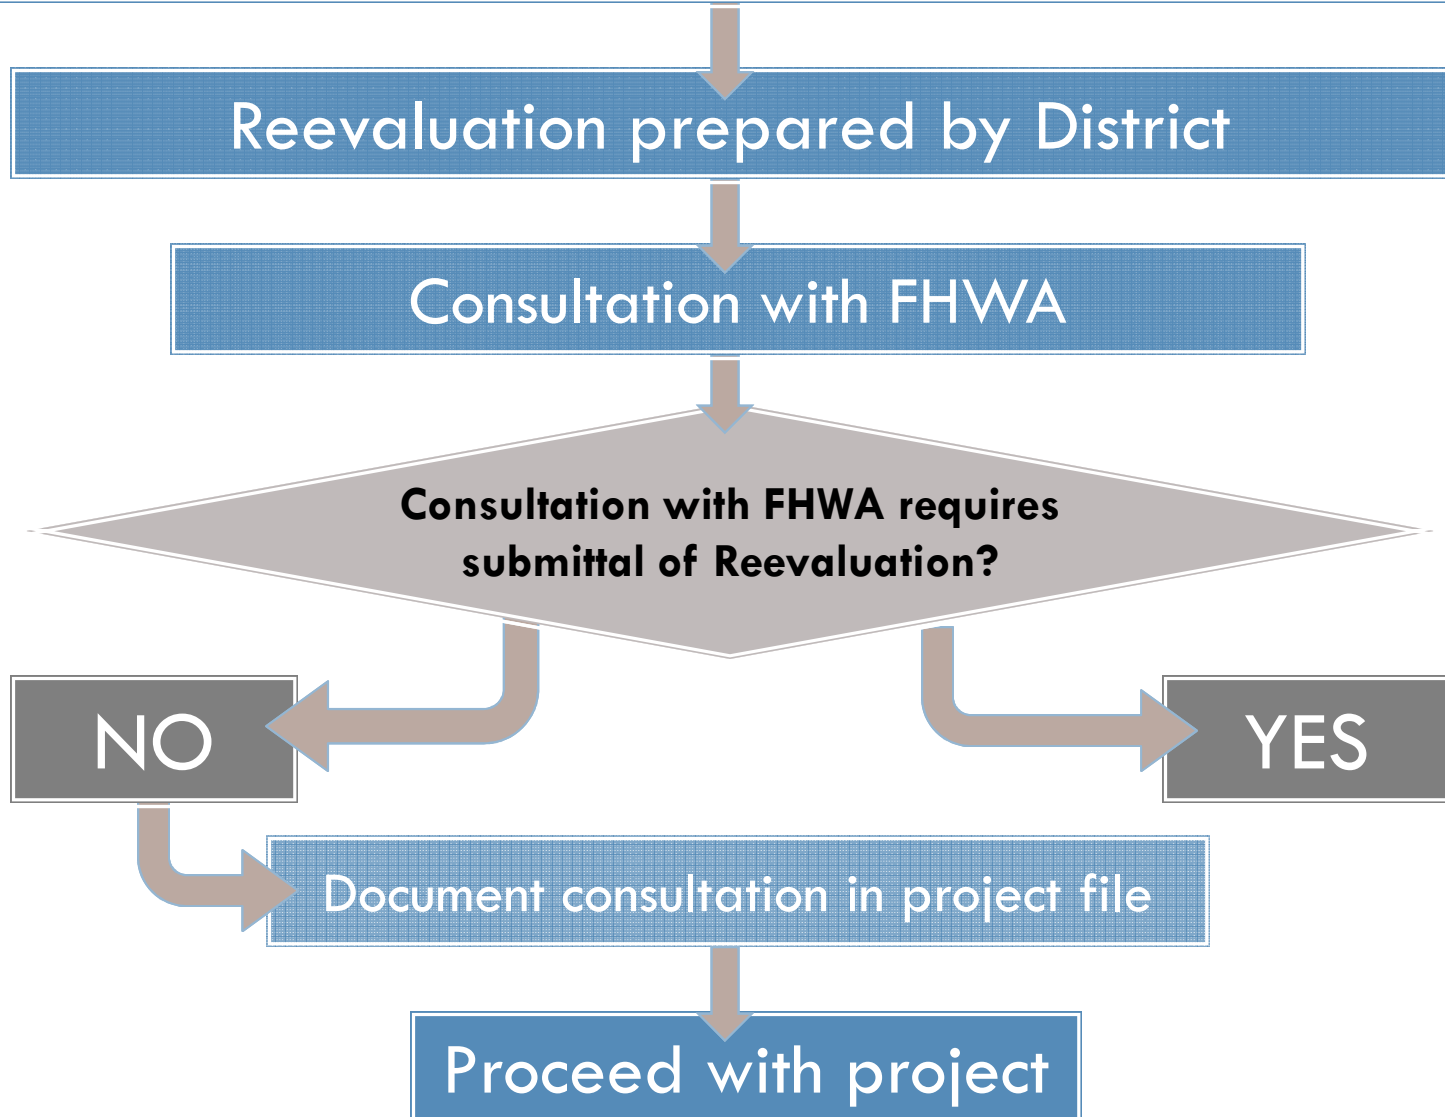 Reevaluation prepared by District
Consultation with FHWA
Consultation with FHWA requires
submittal of Reevaluation?
NO
YES
Document consultation in project file
Proceed with project